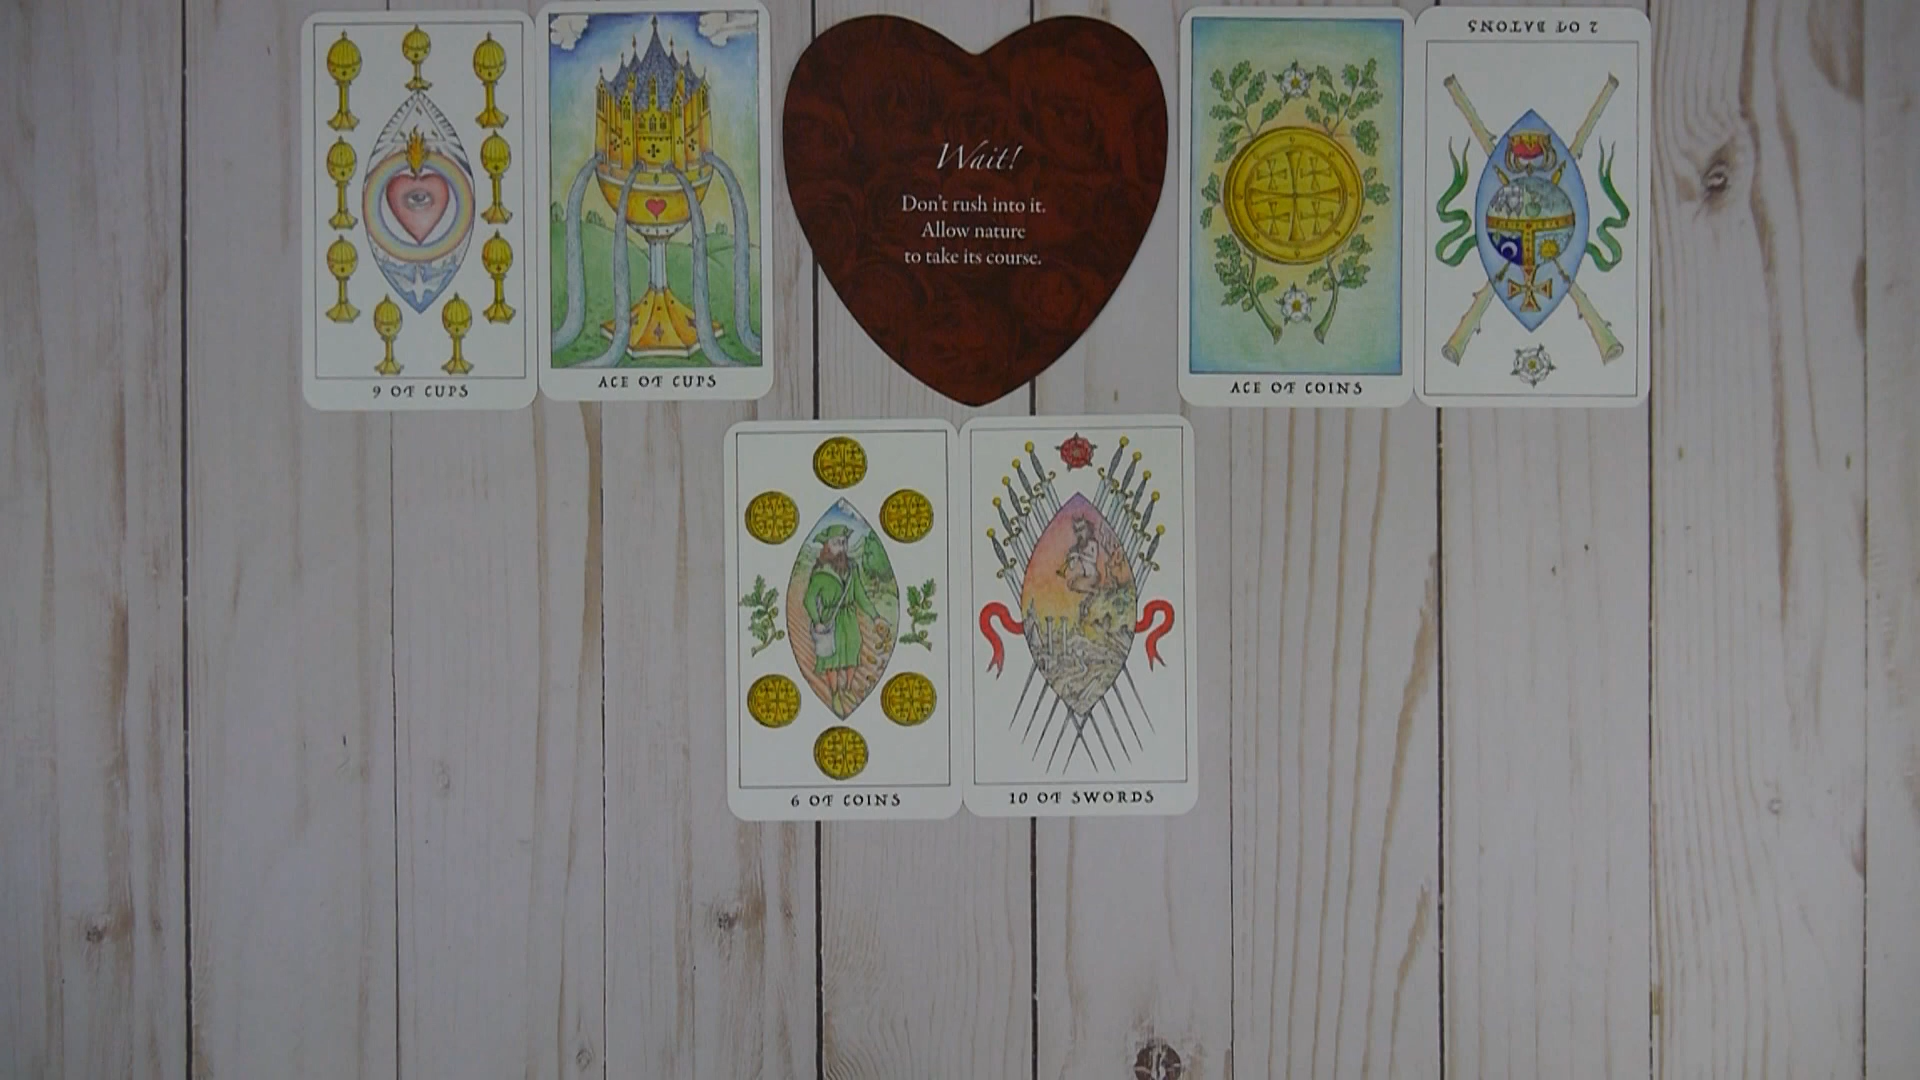 2 OF BATONS
Wait!
Don't rush into it.
Allow nature
to take its course.
9 OF CUPS
ACE OF CUPS
ACE OF COINS
6 OF COINS
10 OF SWORDS